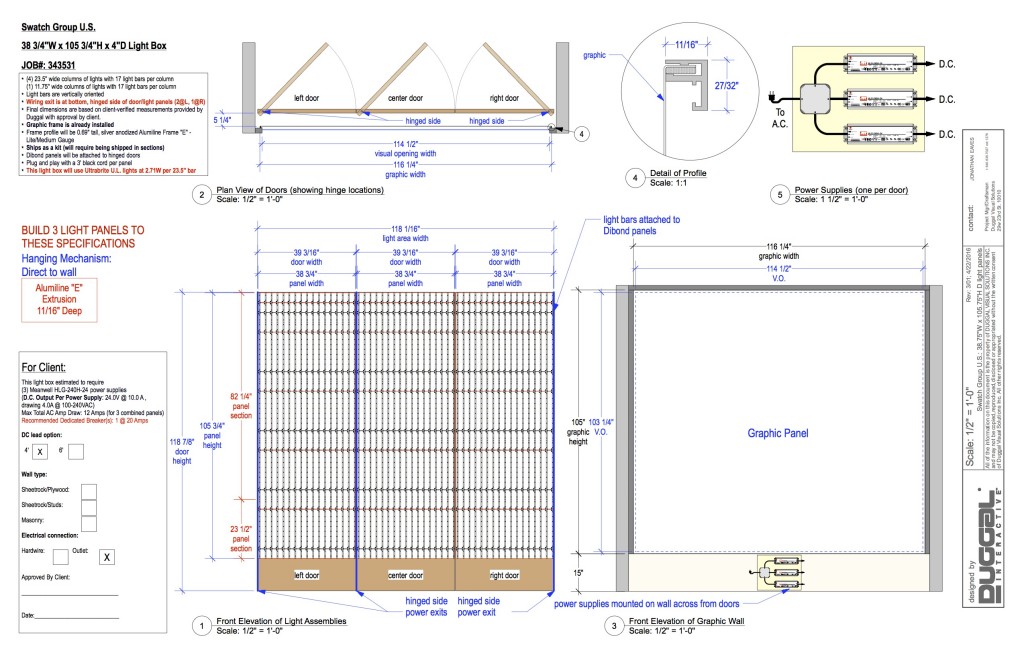 Swatch Group U.S.
38 3/4"W x 105 3/4"H x 4"D Light Box
JOB#: 343531
• (4) 23.5" wide columns of lights with 17 light bars per column
(1) 11.75" wide column of lights with 17 light bars per column
• Light bars are vertically oriented
• Wiring exit is at bottom, hinged side of door/light panels (2@L, 1@R)
• Final dimensions are based on client-verified measurements provided by
Duggal with approval by client.
• Graphic frame is already installed
• Frame profile will be 0.69" tall, silver anodized Alumiline Frame "E" -
Lite/Medium Gauge
• Ships as a kit (will require being shipped in sections)
• Dibond panels will be attached to hinged doors
• Plug and play with a 3' black cord per panel
• This light box will use Ultrabrite U.L. lights at 2.71W per 23.5" bar
BUILD 3 LIGHT PANELS TO
THESE SPECIFICATIONS
Hanging Mechanism:
Direct to wall
Alumiline "E"
Extrusion
11/16" Deep
For Client:
This light box estimated to require
(3) Meanwell HLG-240H-24 power supplies
(D.C. Output Per Power Supply: 24.0V @ 10.0 A ,
drawing 4.0A @ 100-240VAC)
Max Total AC Amp Draw: 12 Amps (for 3 combined panels)
Recommended Dedicated Breaker(s): 1 @ 20 Amps
DC lead option:
4' X 6'
Wall type:
Sheetrock/Plywood:
Sheetrock/Studs:
Masonry:
Electrical connection:
Hardwire: Outlet: X
Approved By Client:
Date:
left door
center door
right door
5 1/4"
hinged side
hinged side
4
114 1/2"
visual opening width
116 1/4"
graphic width
2
Plan View of Doors (showing hinge locations)
Scale: 1/2" = 1'-0"
graphic
11/16"
27/32"
4
Detail of Profile
Scale: 1:1
To
A.C.
D.C.
D.C.
D.C.
5
Power Supplies (one per door)
Scale: 1 1/2" = 1'-0"
118 1/16"
light area width
39 3/16"
door width
39 3/16"
door width
39 3/16"
door width
38 3/4"
panel width
38 3/4"
panel width
38 3/4"
panel width
light bars attached to
Dibond panels
82 1/4"
panel
section
105 3/4"
panel
height
118 7/8"
door
height
23 1/2"
panel
section
left door
center door
right door
hinged side
power exits
hinged side
power exit
1
Front Elevation of Light Assemblies
Scale: 1/2" = 1'-0"
116 1/4"
graphic width
114 1/2"
V.O.
105"
graphic
height
103 1/4"
V.O.
Graphic Panel
15"
power supplies mounted on wall across from doors
3
Front Elevation of Graphic Wall
Scale: 1/2" = 1'-0"
contact:
JONATHAN EAVES
Project Mgr/Draftsman
Duggal Visual Solutions
29w 23rd St. 10010
Scale: 1/2" = 1'-0"
Rev: 3/01; 4/22/2016
Swatch Group U.S.: 38.75"W x 105.75"H D light panels
All of the information on this document is the property of DUGGAL VISUAL SOLUTIONS INC.
and may not be copied, reproduced, disclosed or appropriated without the written consent
of Duggal Visual Solutions Inc. All other rights reserved.
designed by
DUGGAL
INTERACTIVE